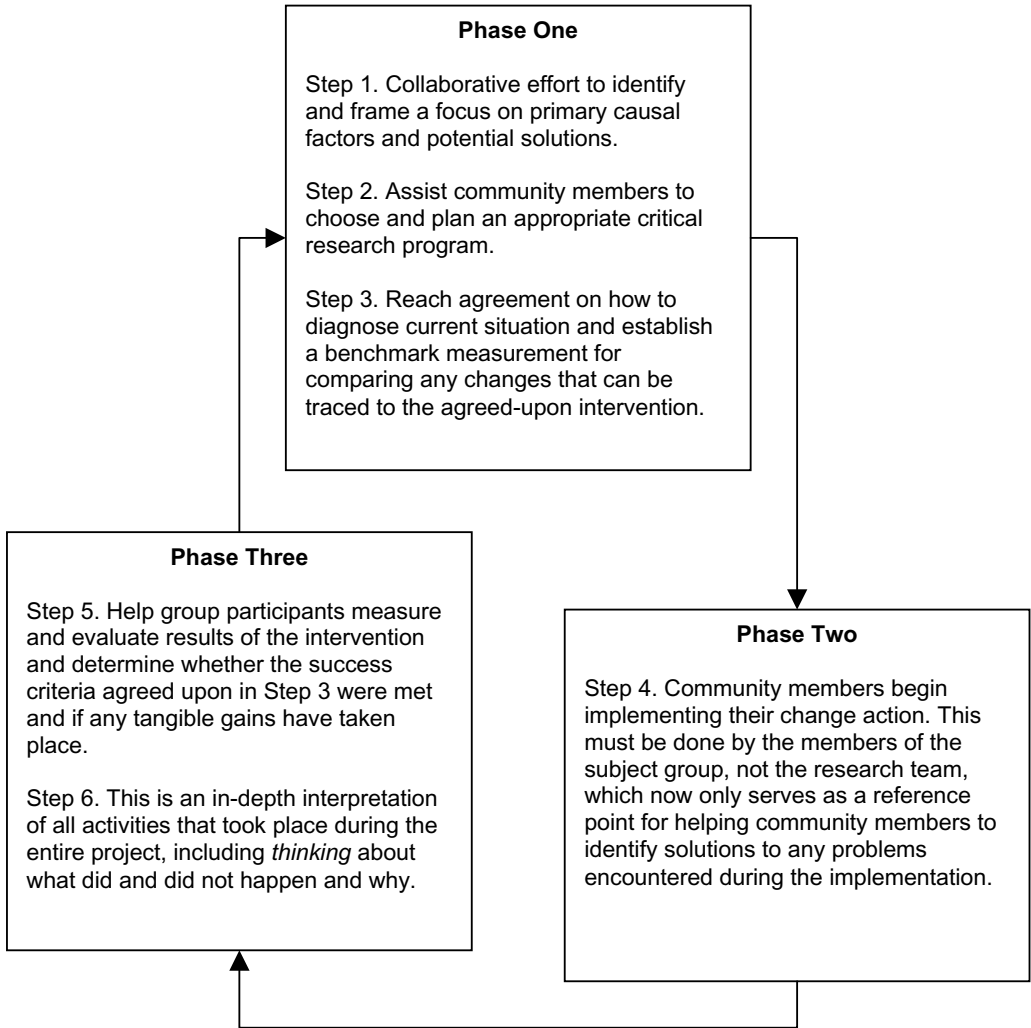 Phase One
Step 1. Collaborative effort to identify
and frame a focus on primary causal
factors and potential solutions.
Step 2. Assist community members to
choose and plan an appropriate critical
research program.
Step 3. Reach agreement on how to
diagnose current situation and establish
a benchmark measurement for
comparing any changes that can be
traced to the agreed-upon intervention.
Phase Two
Step 4. Community members begin
implementing their change action. This
must be done by the members of the
subject group, not the research team,
which now only serves as a reference
point for helping community members to
identify solutions to any problems
encountered during the implementation.
Phase Three
Step 5. Help group participants measure
and evaluate results of the intervention
and determine whether the success
criteria agreed upon in Step 3 were met
and if any tangible gains have taken
place.
Step 6. This is an in-depth interpretation
of all activities that took place during the
entire project, including thinking about
what did and did not happen and why.